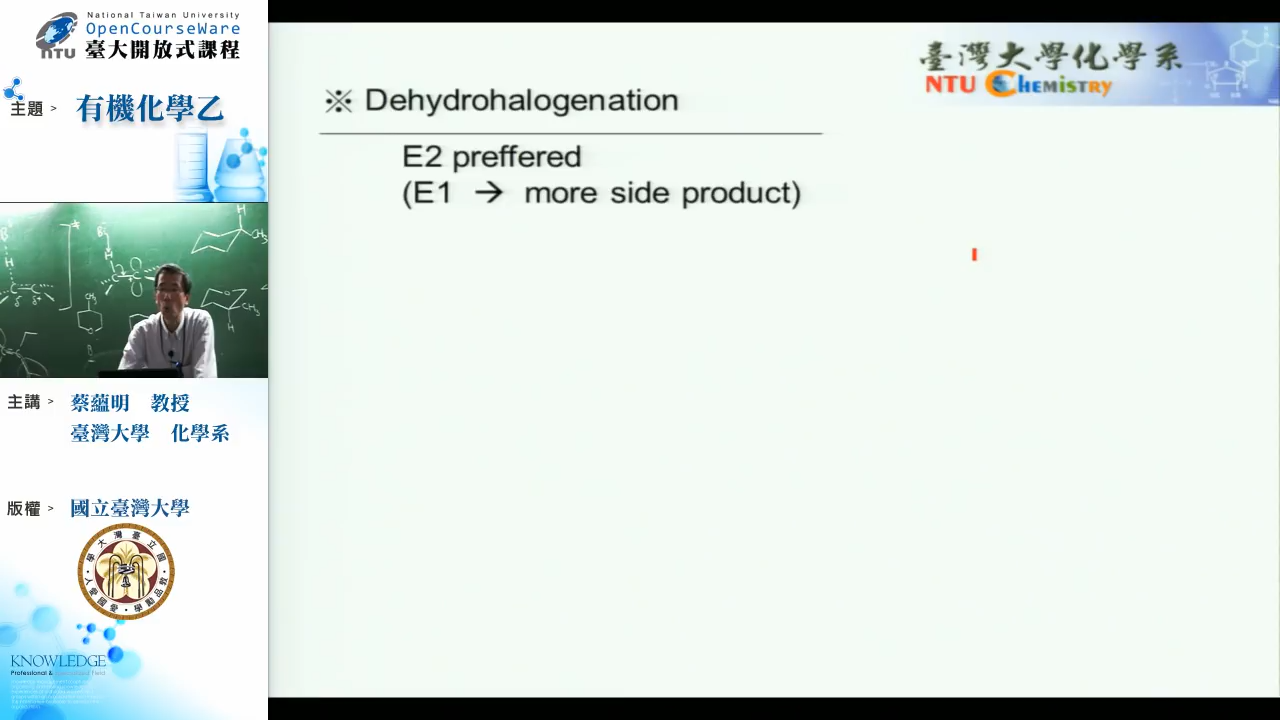 National Taiwan University
OpenCourseWare
NTU 臺大開放式課程
主題 > 有機化學乙
主講 > 蔡蘊明 教授
臺灣大學 化學系
版權 > 國立臺灣大學
KNOWLEDGE
臺灣大學化學系
NTU CHEMISTRY
※ Dehydrohalogenation
E2 preffered
(E1 → more side product)